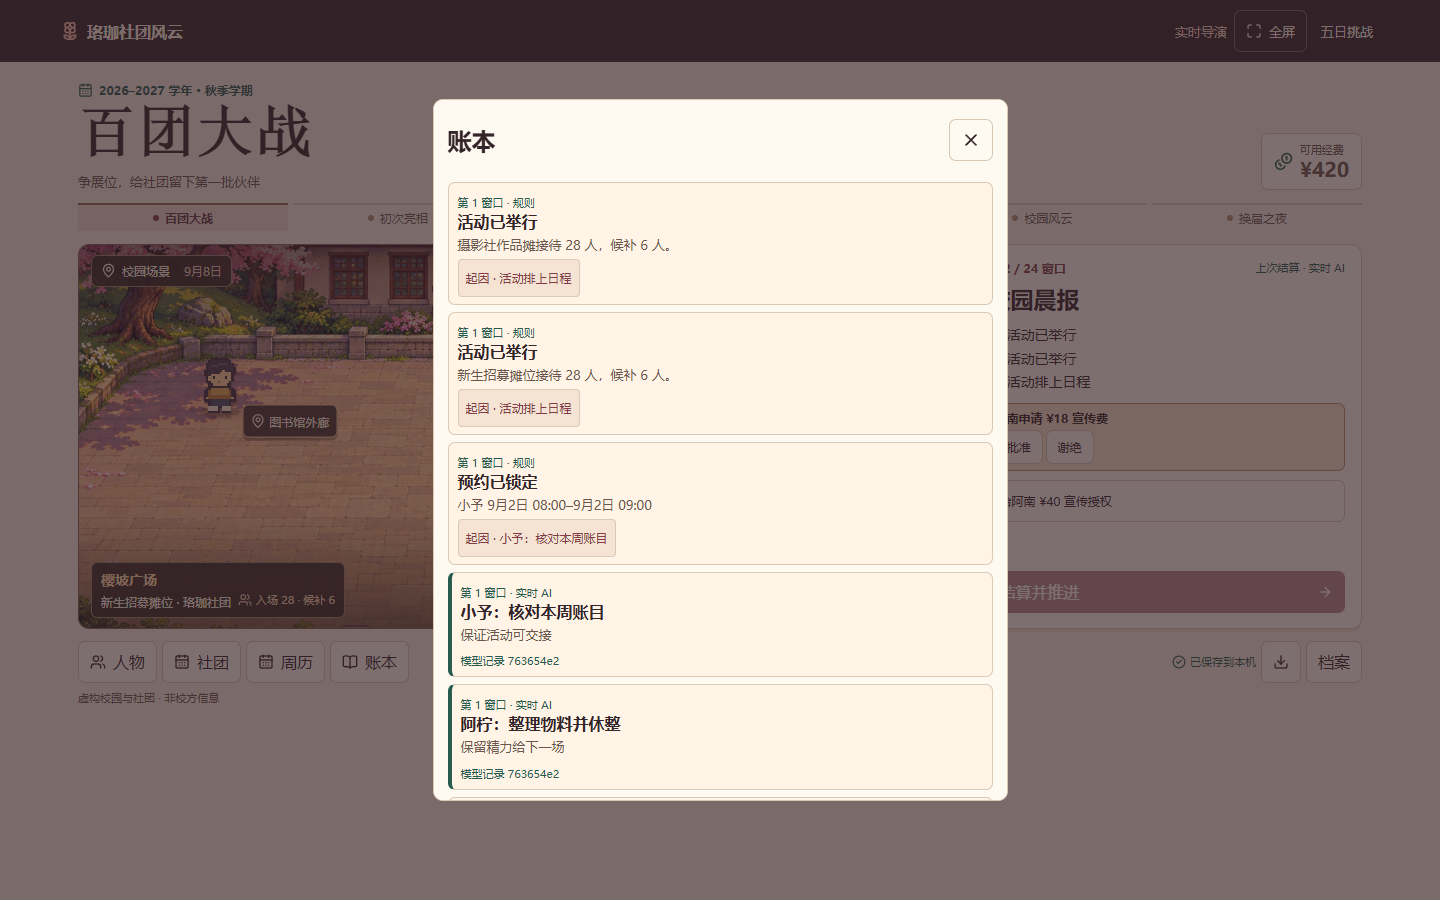 珞珈社团风云
实时导演
全屏
五日挑战
2026–2027 学年 • 秋季学期
百团大战
争展位，给社团留下第一批伙伴
可用经费
¥420
百团大战
初次亮相
校园风云
换届之夜
校园场景 9月8日
图书馆外廊
樱坡广场
新生招募摊位 · 珞珈社团 入场 28 · 候补 6
账本
第 1 窗口 · 规则
活动已举行
摄影社作品摊接待 28 人，候补 6 人。
起因 · 活动排上日程
第 1 窗口 · 规则
活动已举行
新生招募摊位接待 28 人，候补 6 人。
起因 · 活动排上日程
第 1 窗口 · 规则
预约已锁定
小予 9月2日 08:00–9月2日 09:00
起因 · 小予：核对本周账目
第 1 窗口 · 实时 AI
小予：核对本周账目
保证活动可交接
模型记录 763654e2
第 1 窗口 · 实时 AI
阿柠：整理物料并休整
保留精力给下一场
模型记录 763654e2
/ 24 窗口
上次结算 · 实时 AI
园晨报
活动已举行
活动已举行
活动排上日程
南申请 ¥18 宣传费
批准
谢绝
阿南 ¥40 宣传授权
结算并推进
人物
社团
周历
账本
已保存到本机
档案
虚构校园与社团 · 非校方信息